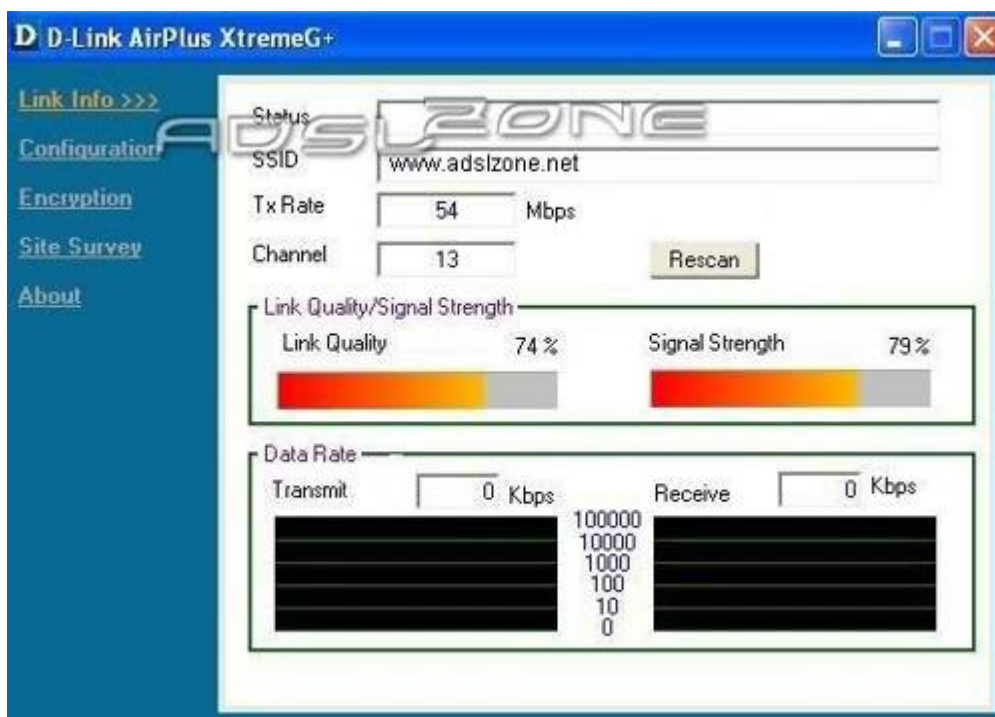 D D-Link AirPlus XtremeG+
Link Info >>>
Configuration
Encryption
Site Survey
About
ADSLZONE
Status
SSID www.adslzone.net
Tx Rate 54 Mbps
Channel 13 Rescan
Link Quality/Signal Strength
Link Quality 74 % Signal Strength 79 %
Data Rate
Transmit 0 Kbps Receive 0 Kbps
100000
10000
1000
100
10
0